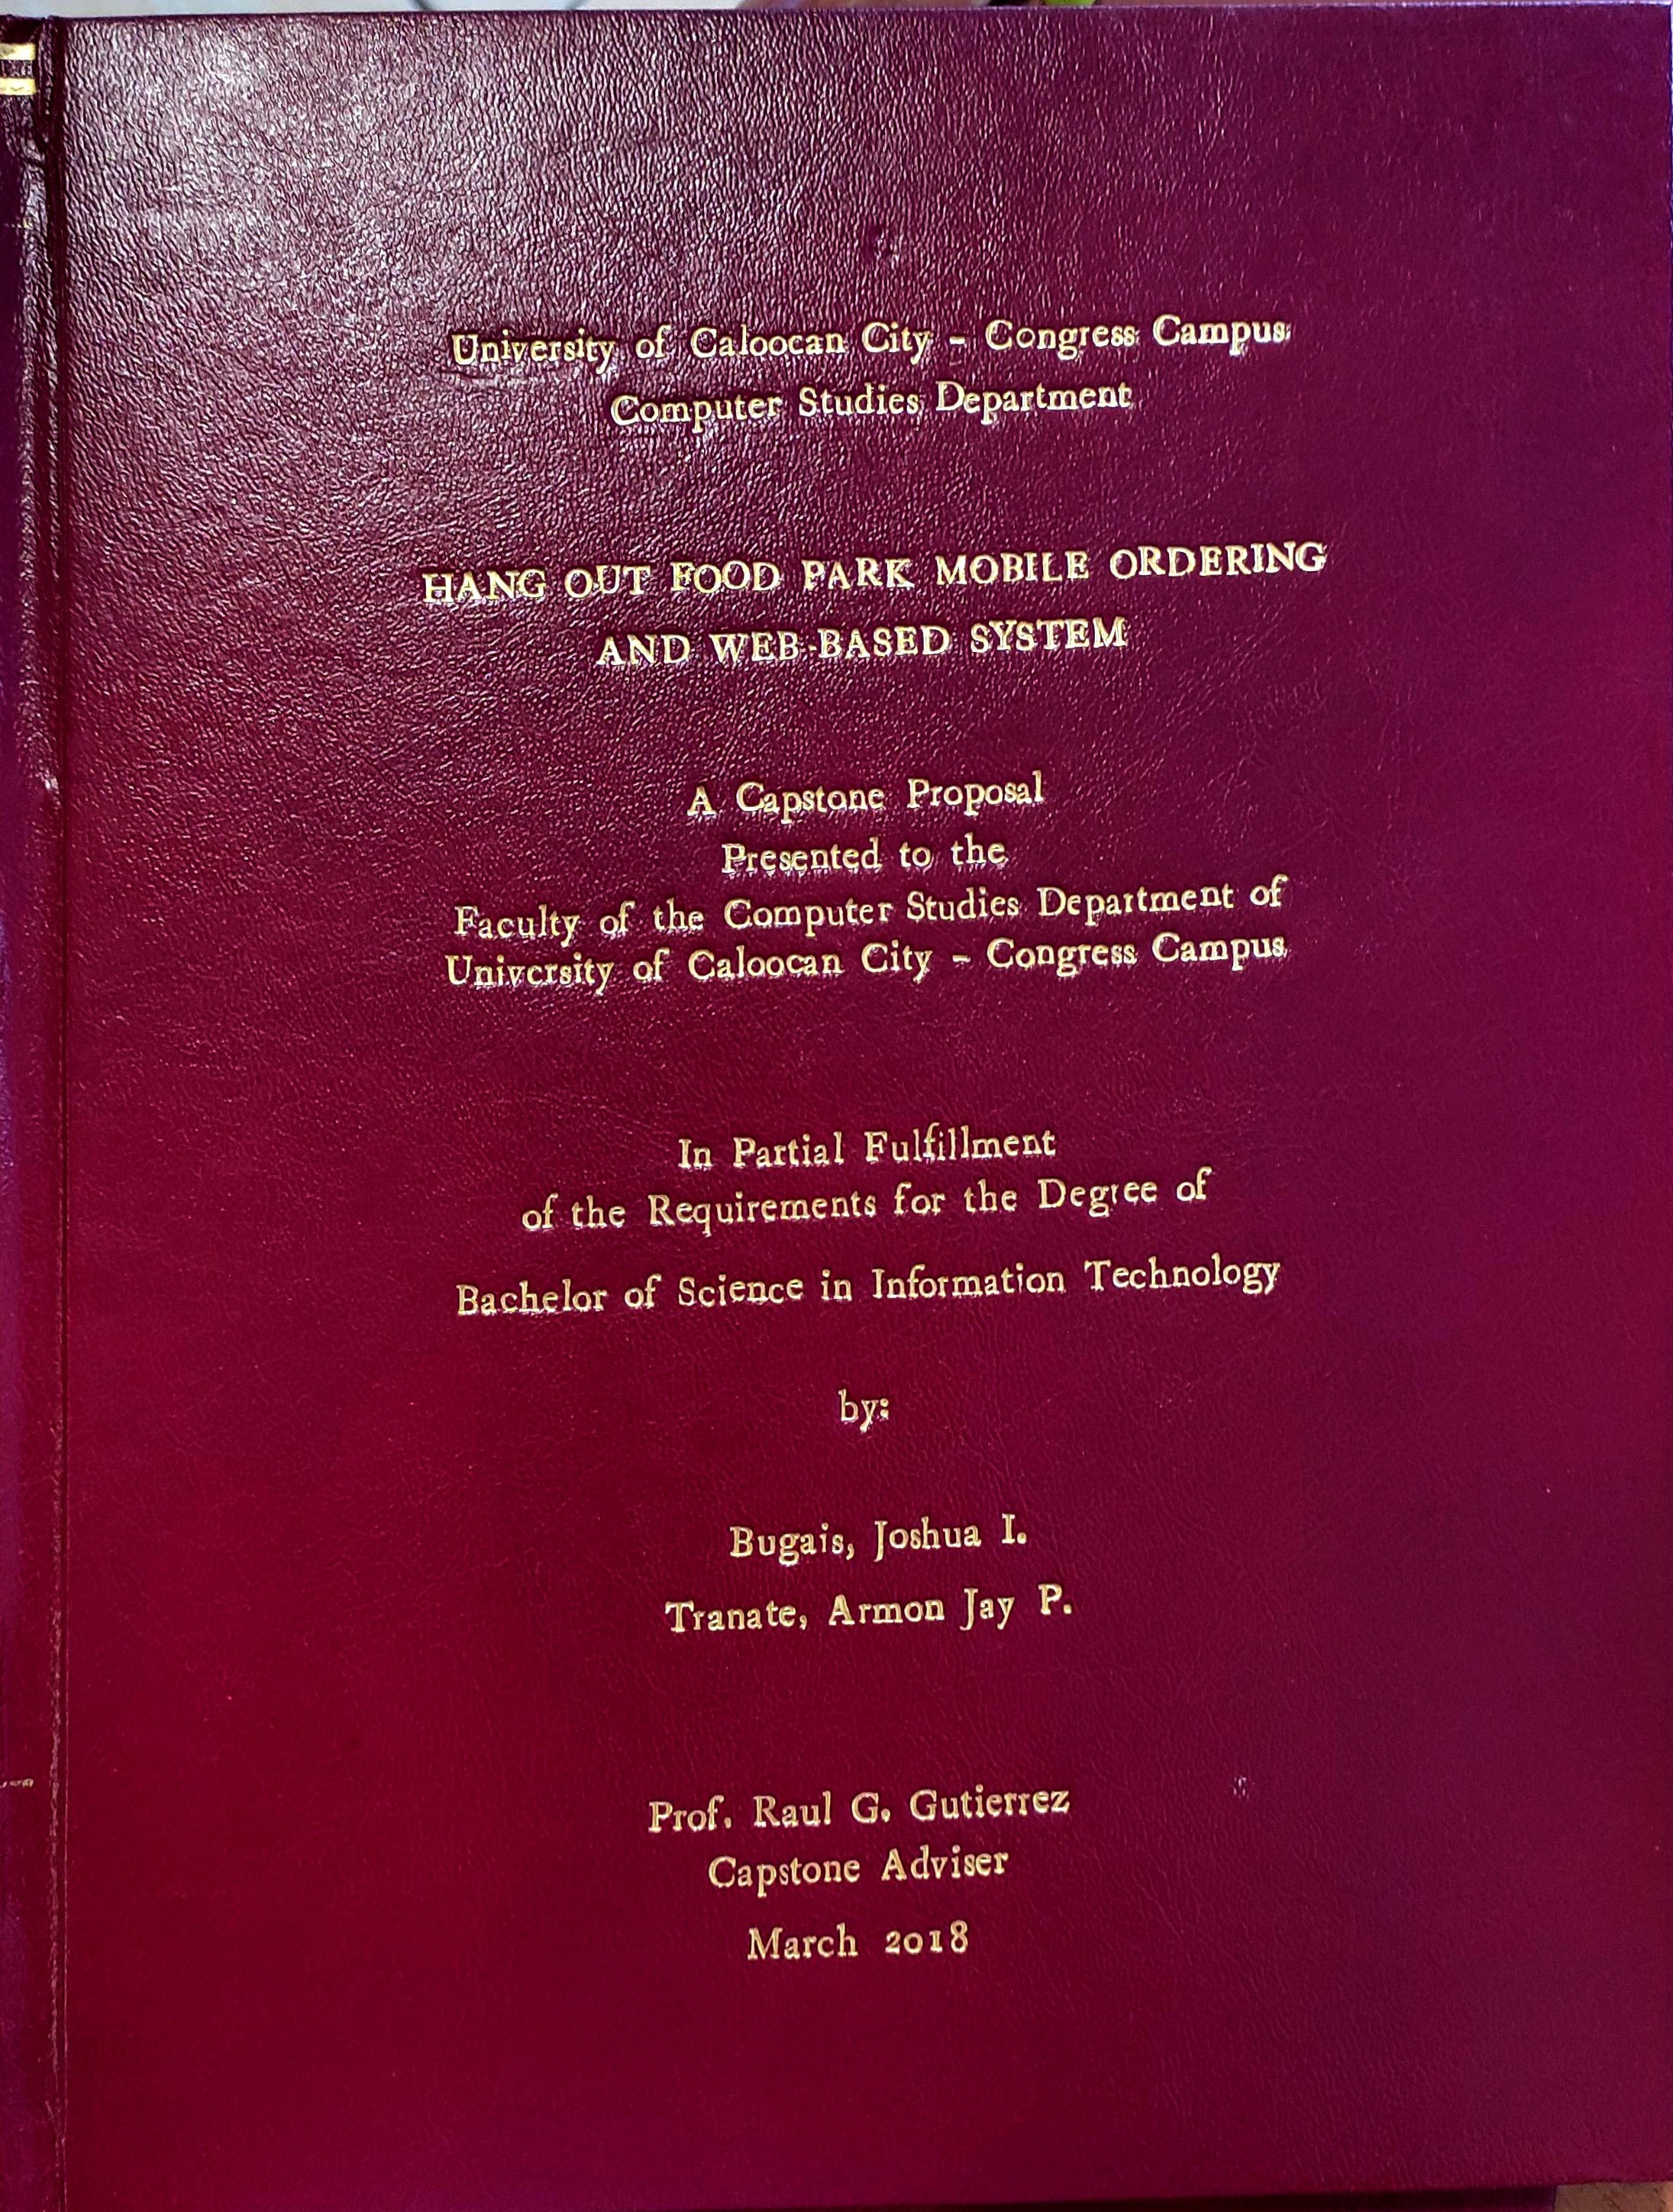 University of Caloocan City - Congress Campus
Computer Studies Department
HANG OUT FOOD PARK MOBILE ORDERING
AND WEB-BASED SYSTEM
A Capstone Proposal
Presented to the
Faculty of the Computer Studies Department of
University of Caloocan City - Congress Campus
In Partial Fulfillment
of the Requirements for the Degree of
Bachelor of Science in Information Technology
by:
Bugais, Joshua I.
Tranate, Armon Jay P.
Prof. Raul G. Gutierrez
Capstone Adviser
March 2018